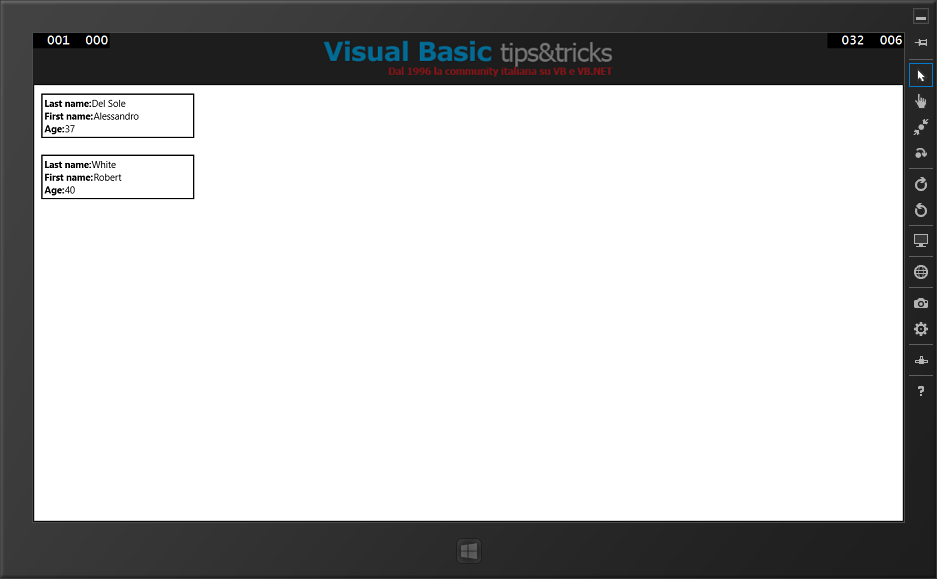 001 000
032 006
Visual Basic tips&tricks
Dal 1996 la community italiana su VB e VB.NET
Last name:Del Sole
First name:Alessandro
Age:37
Last name:White
First name:Robert
Age:40
?